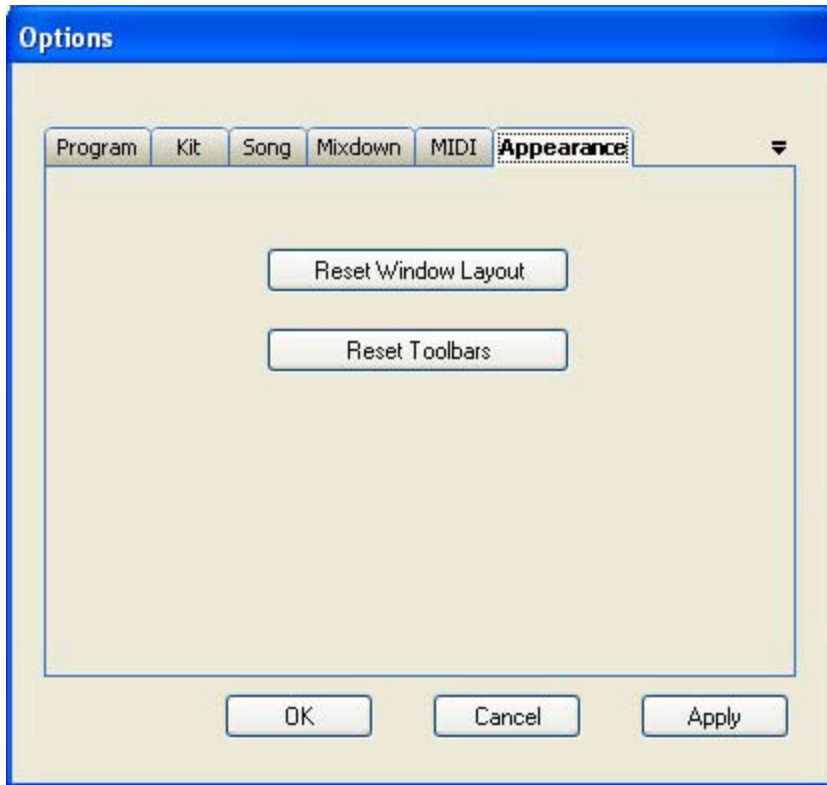 Options
Program Kit Song Mixdown MIDI Appearance
Reset Window Layout
Reset Toolbars
OK Cancel Apply